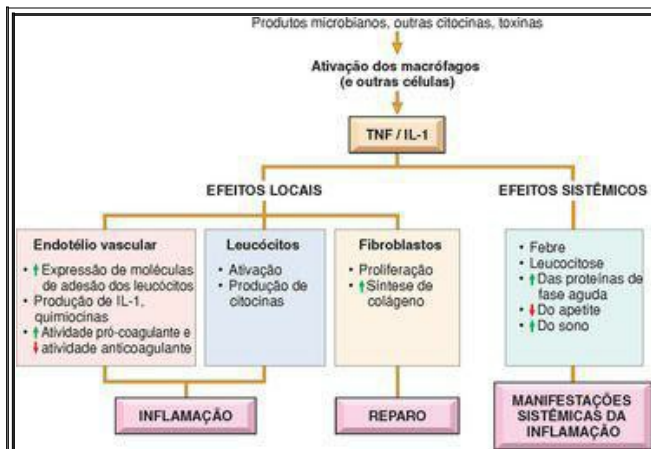 Produtos microbianos, outras citocinas, toxinas
Ativação dos macrófagos
(e outras células)
TNF / IL-1
EFEITOS LOCAIS
EFEITOS SISTÊMICOS
Endotélio vascular
• ↑ Expressão de moléculas
de adesão dos leucócitos
• Produção de IL-1,
quimiocinas
• ↑ Atividade pró-coagulante e
↓ atividade anticoagulante
Leucócitos
• Ativação
• Produção de
citocinas
Fibroblastos
• Proliferação
• ↑ Síntese de
colágeno
• Febre
• Leucocitose
• ↑ Das proteínas de
fase aguda
• ↓ Do apetite
• ↑ Do sono
INFLAMAÇÃO
REPARO
MANIFESTAÇÕES
SISTÊMICAS DA
INFLAMAÇÃO